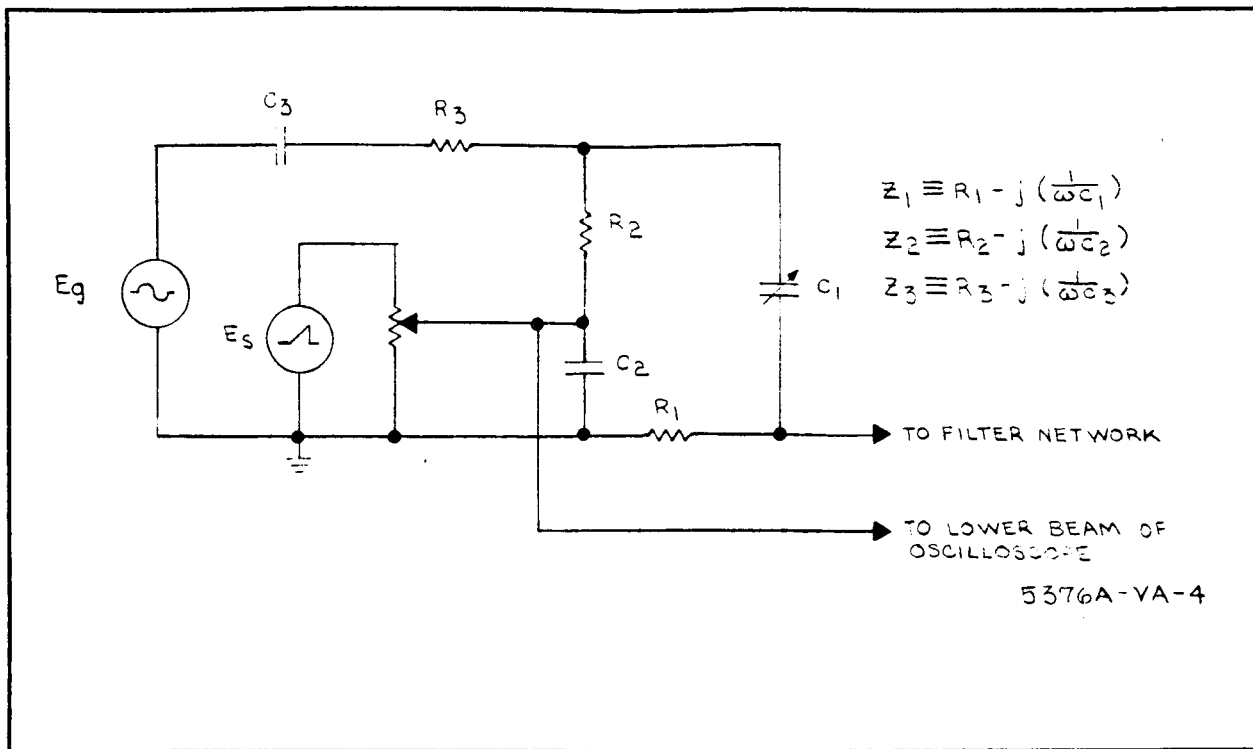 C3
R3
R2
Z1 ≡ R1 - j (1/ωC1)
Z2 ≡ R2 - j (1/ωC2)
Z3 ≡ R3 - j (1/ωC3)
Eg
C1
Es
C2
R1
TO FILTER NETWORK
TO LOWER BEAM OF
OSCILLOSCOPE
5376A-VA-4